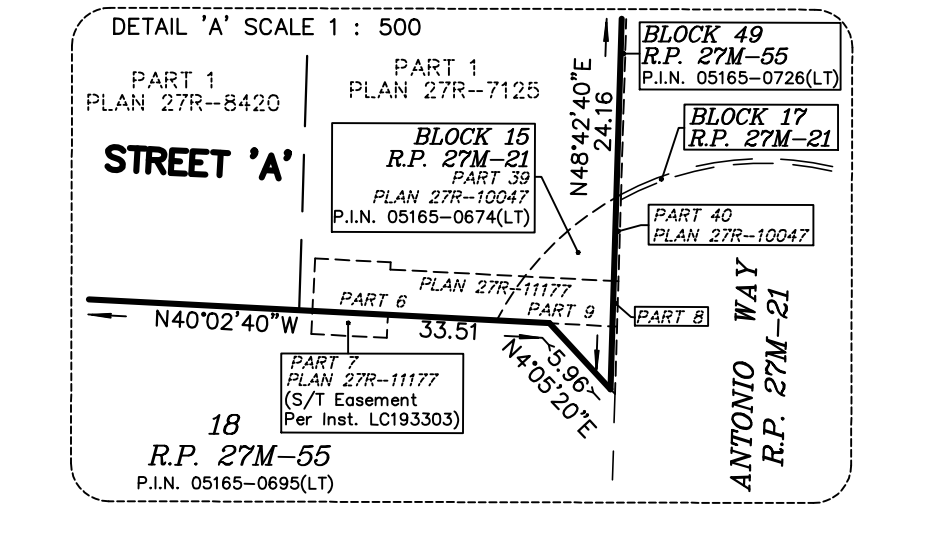 DETAIL 'A' SCALE 1 : 500
PART 1
PLAN 27R--8420
PART 1
PLAN 27R--7125
STREET 'A'
BLOCK 15
R.P. 27M-21
PART 39
PLAN 27R--10047
P.I.N. 05165-0674(LT)
N48°42'40"E
24.16
BLOCK 49
R.P. 27M-55
P.I.N. 05165-0726(LT)
BLOCK 17
R.P. 27M-21
PART 40
PLAN 27R--10047
PLAN 27R--11177
PART 6
PART 9
PART 8
N40°02'40"W
33.51
5.96
N4°05'20"E
PART 7
PLAN 27R--11177
(S/T Easement
Per Inst. LC193303)
18
R.P. 27M-55
P.I.N. 05165-0695(LT)
ANTONIO WAY
R.P. 27M-21